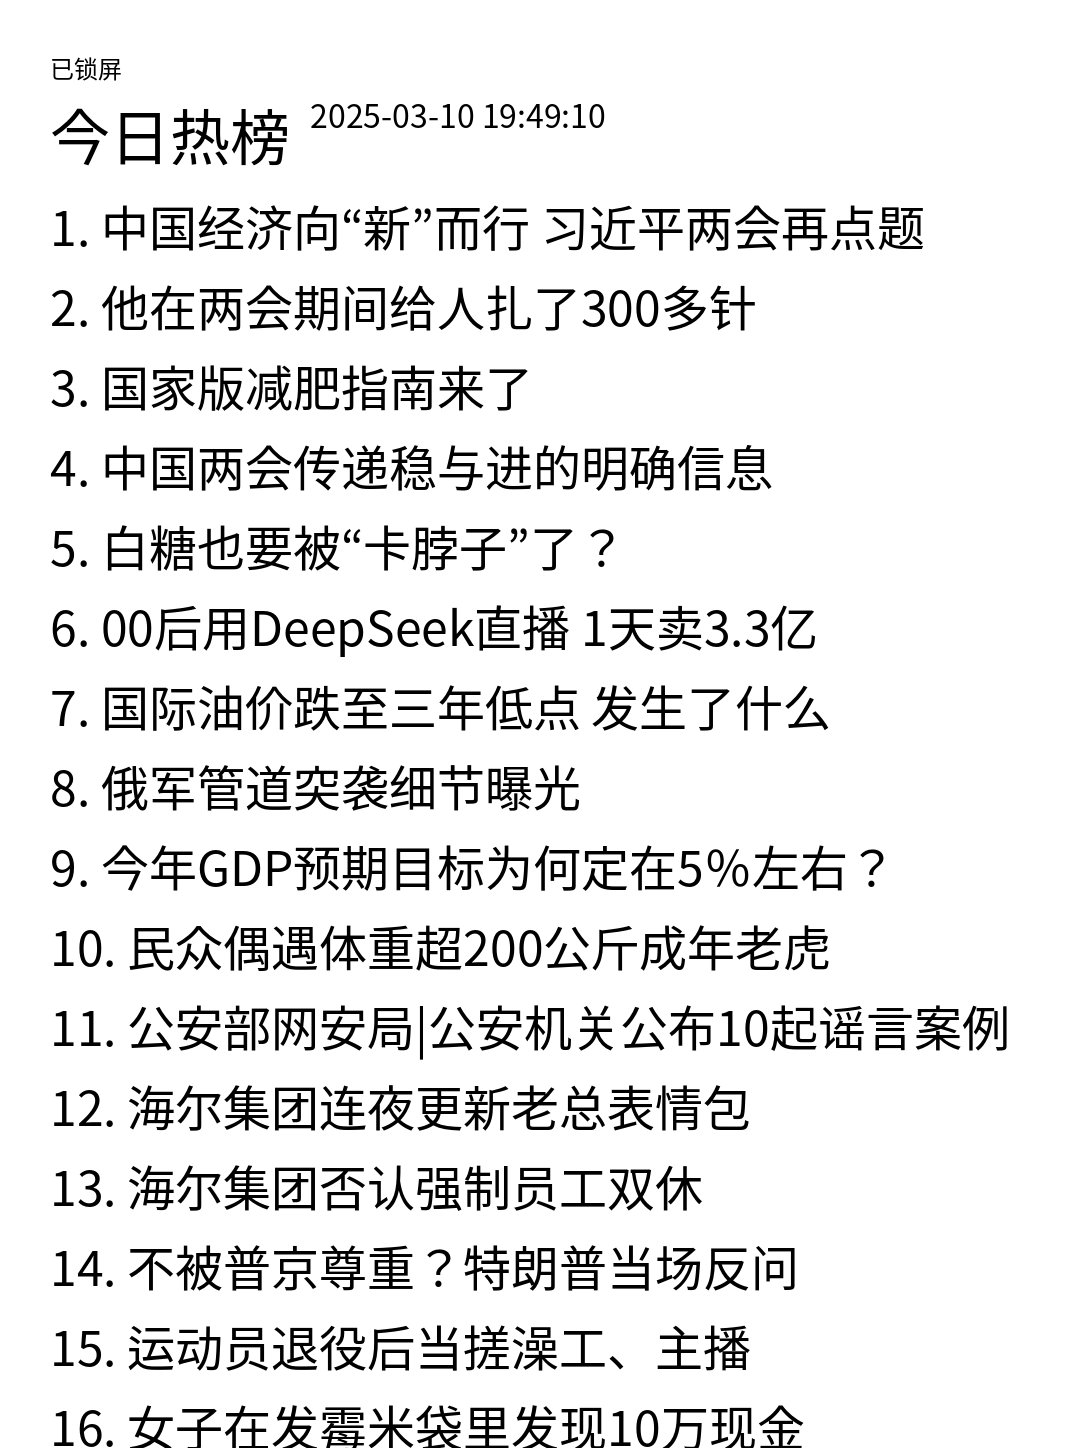 已锁屏
今日热榜 2025-03-10 19:49:10
1. 中国经济向“新”而行 习近平两会再点题
2. 他在两会期间给人扎了300多针
3. 国家版减肥指南来了
4. 中国两会传递稳与进的明确信息
5. 白糖也要被“卡脖子”了？
6. 00后用DeepSeek直播 1天卖3.3亿
7. 国际油价跌至三年低点 发生了什么
8. 俄军管道突袭细节曝光
9. 今年GDP预期目标为何定在5%左右？
10. 民众偶遇体重超200公斤成年老虎
11. 公安部网安局|公安机关公布10起谣言案例
12. 海尔集团连夜更新老总表情包
13. 海尔集团否认强制员工双休
14. 不被普京尊重？特朗普当场反问
15. 运动员退役后当搓澡工、主播
16. 女子在发霉米袋里发现10万现金